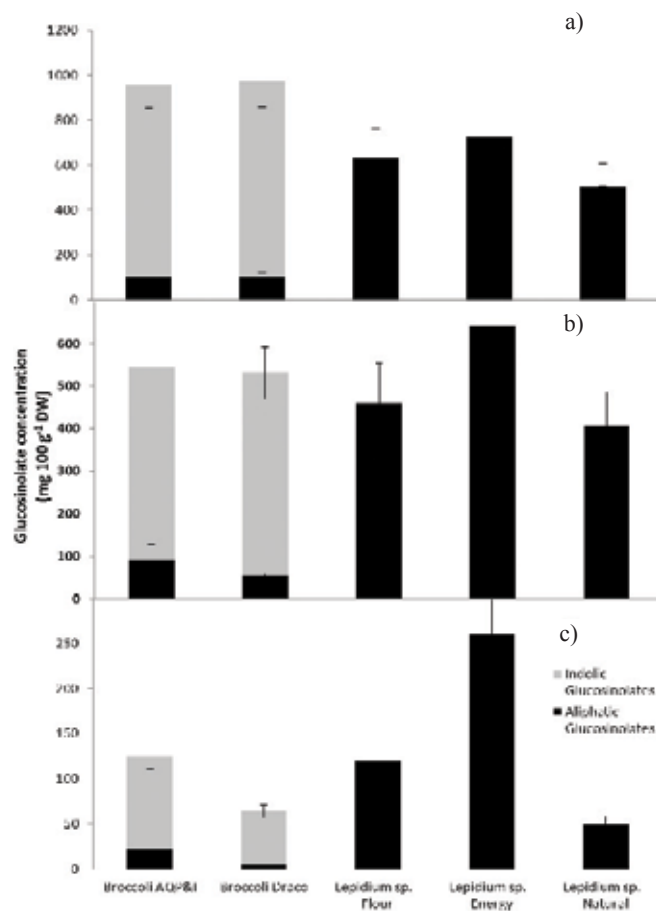 a)
1200
1000
800
600
400
200
0
b)
600
500
400
300
200
100
0
c)
250
200
150
100
50
0
Glucosinolate concentration
(mg 100 g-1 DW)
Indolic
Glucosinolates
Aliphatic
Glucosinolates
Broccoli AQP&I
Broccoli Draco
Lepidium sp.
Flour
Lepidium sp.
Energy
Lepidium sp.
Natural